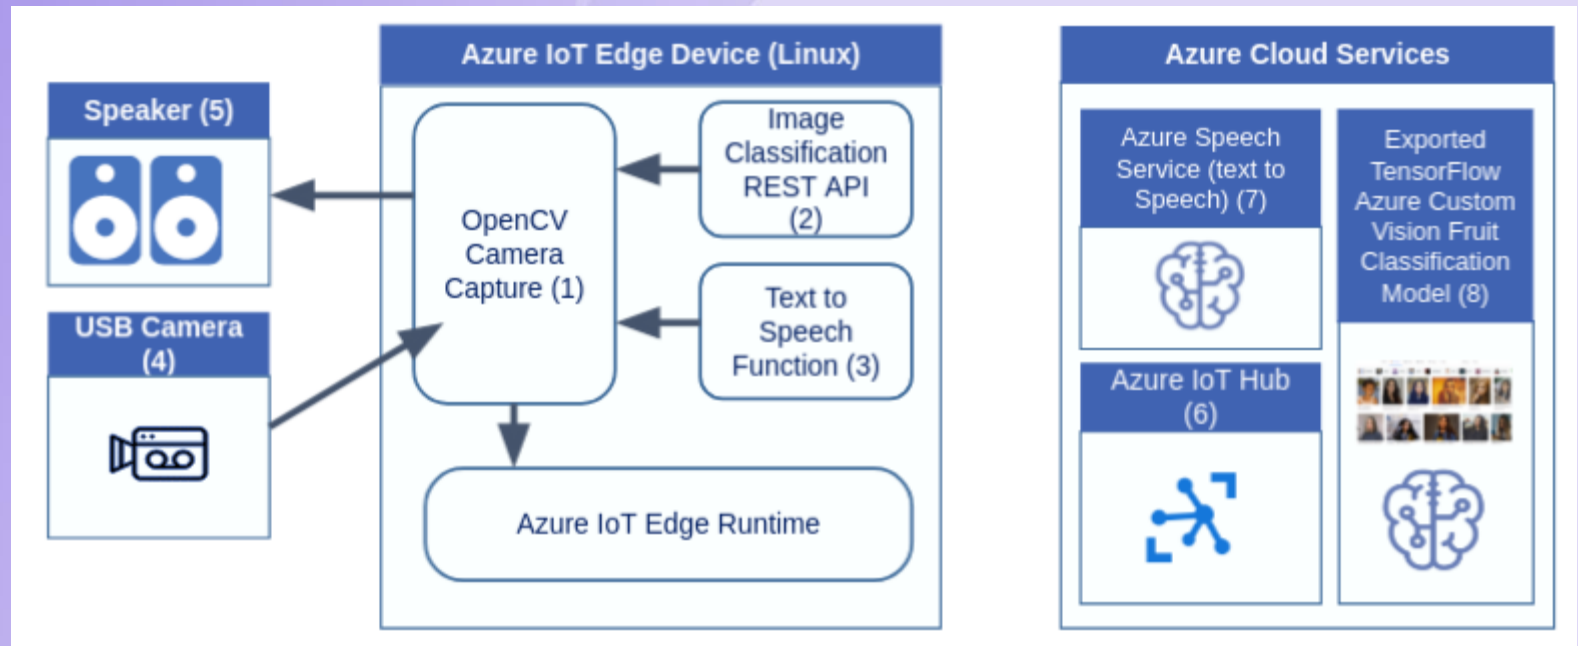 Azure IoT Edge Device (Linux)
Azure Cloud Services
Speaker (5)
USB Camera
(4)
OpenCV
Camera
Capture (1)
Image
Classification
REST API
(2)
Text to
Speech
Function (3)
Azure IoT Edge Runtime
Azure Speech
Service (text to
Speech) (7)
Azure IoT Hub
(6)
Exported
TensorFlow
Azure Custom
Vision Fruit
Classification
Model (8)